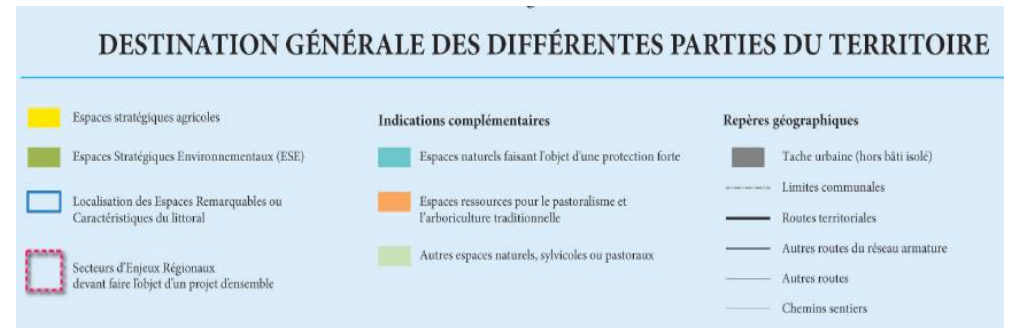 DESTINATION GÉNÉRALE DES DIFFÉRENTES PARTIES DU TERRITOIRE
Espaces stratégiques agricoles
Espaces Stratégiques Environnementaux (ESE)
Localisation des Espaces Remarquables ou
Caractéristiques du littoral
Secteurs d'Enjeux Régionaux
devant faire l'objet d'un projet d'ensemble
Indications complémentaires
Espaces naturels faisant l'objet d'une protection forte
Espaces ressources pour le pastoralisme et
l'arboriculture traditionnelle
Autres espaces naturels, sylvicoles ou pastoraux
Repères géographiques
Tache urbaine (hors bâti isolé)
Limites communales
Routes territoriales
Autres routes du réseau armature
Autres routes
Chemins sentiers